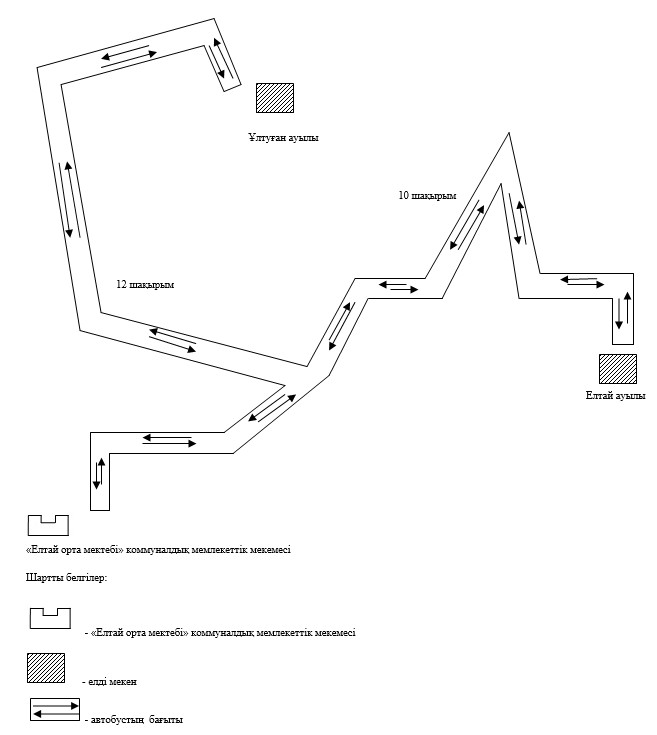 Ұлтуған ауылы
10 шақырым
12 шақырым
Елтай ауылы
«Елтай орта мектебі» коммуналдық мемлекеттік мекемесі
Шартты белгілер:
- «Елтай орта мектебі» коммуналдық мемлекеттік мекемесі
- елді мекен
- автобустың бағыты